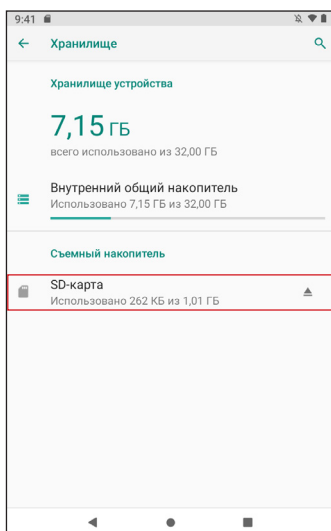 9:41
Хранилище
Хранилище устройства
7,15 ГБ
всего использовано из 32,00 ГБ
Внутренний общий накопитель
Использовано 7,15 ГБ из 32,00 ГБ
Съемный накопитель
SD-карта
Использовано 262 КБ из 1,01 ГБ